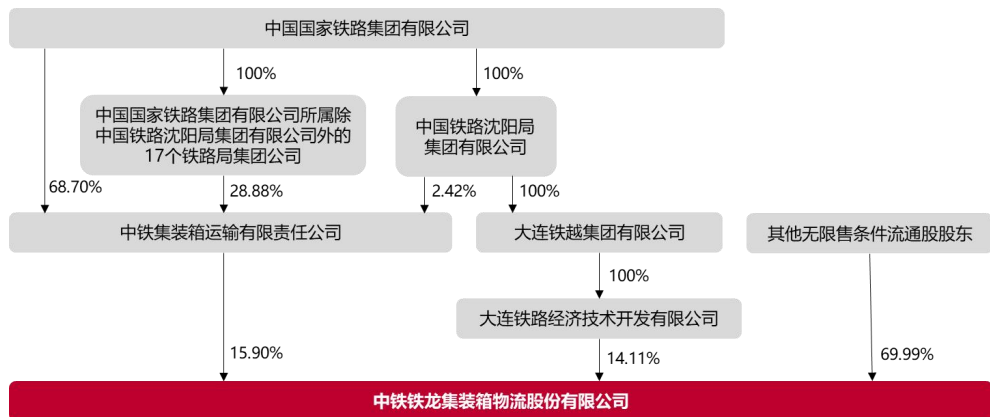 中国国家铁路集团有限公司
100%
100%
中国国家铁路集团有限公司所属除
中国铁路沈阳局集团有限公司外的
17个铁路局集团公司
中国铁路沈阳局
集团有限公司
68.70%
28.88%
2.42%
100%
中铁集装箱运输有限责任公司
大连铁越集团有限公司
其他无限售条件流通股股东
100%
大连铁路经济技术开发有限公司
15.90%
14.11%
69.99%
中铁铁龙集装箱物流股份有限公司